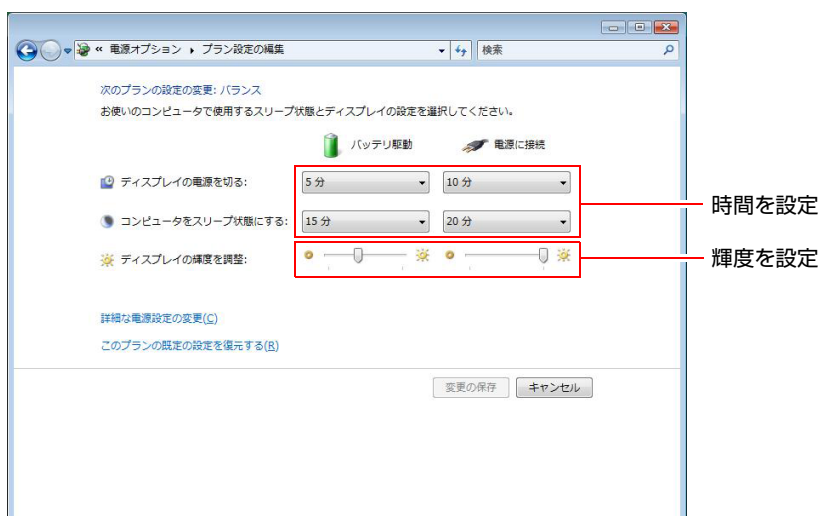 « 電源オプション ▸ プラン設定の編集 検索
次のプランの設定の変更: バランス
お使いのコンピュータで使用するスリープ状態とディスプレイの設定を選択してください。
バッテリ駆動 電源に接続
ディスプレイの電源を切る: 5 分 10 分
時間を設定
コンピュータをスリープ状態にする: 15 分 20 分
ディスプレイの輝度を調整:
輝度を設定
詳細な電源設定の変更(C)
このプランの既定の設定を復元する(R)
変更の保存 キャンセル